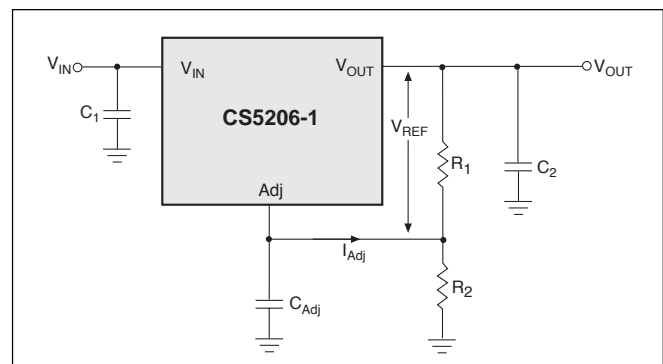 V_IN
V_IN
V_OUT
V_OUT
C_1
CS5206-1
V_REF
R_1
C_2
Adj
I_Adj
C_Adj
R_2